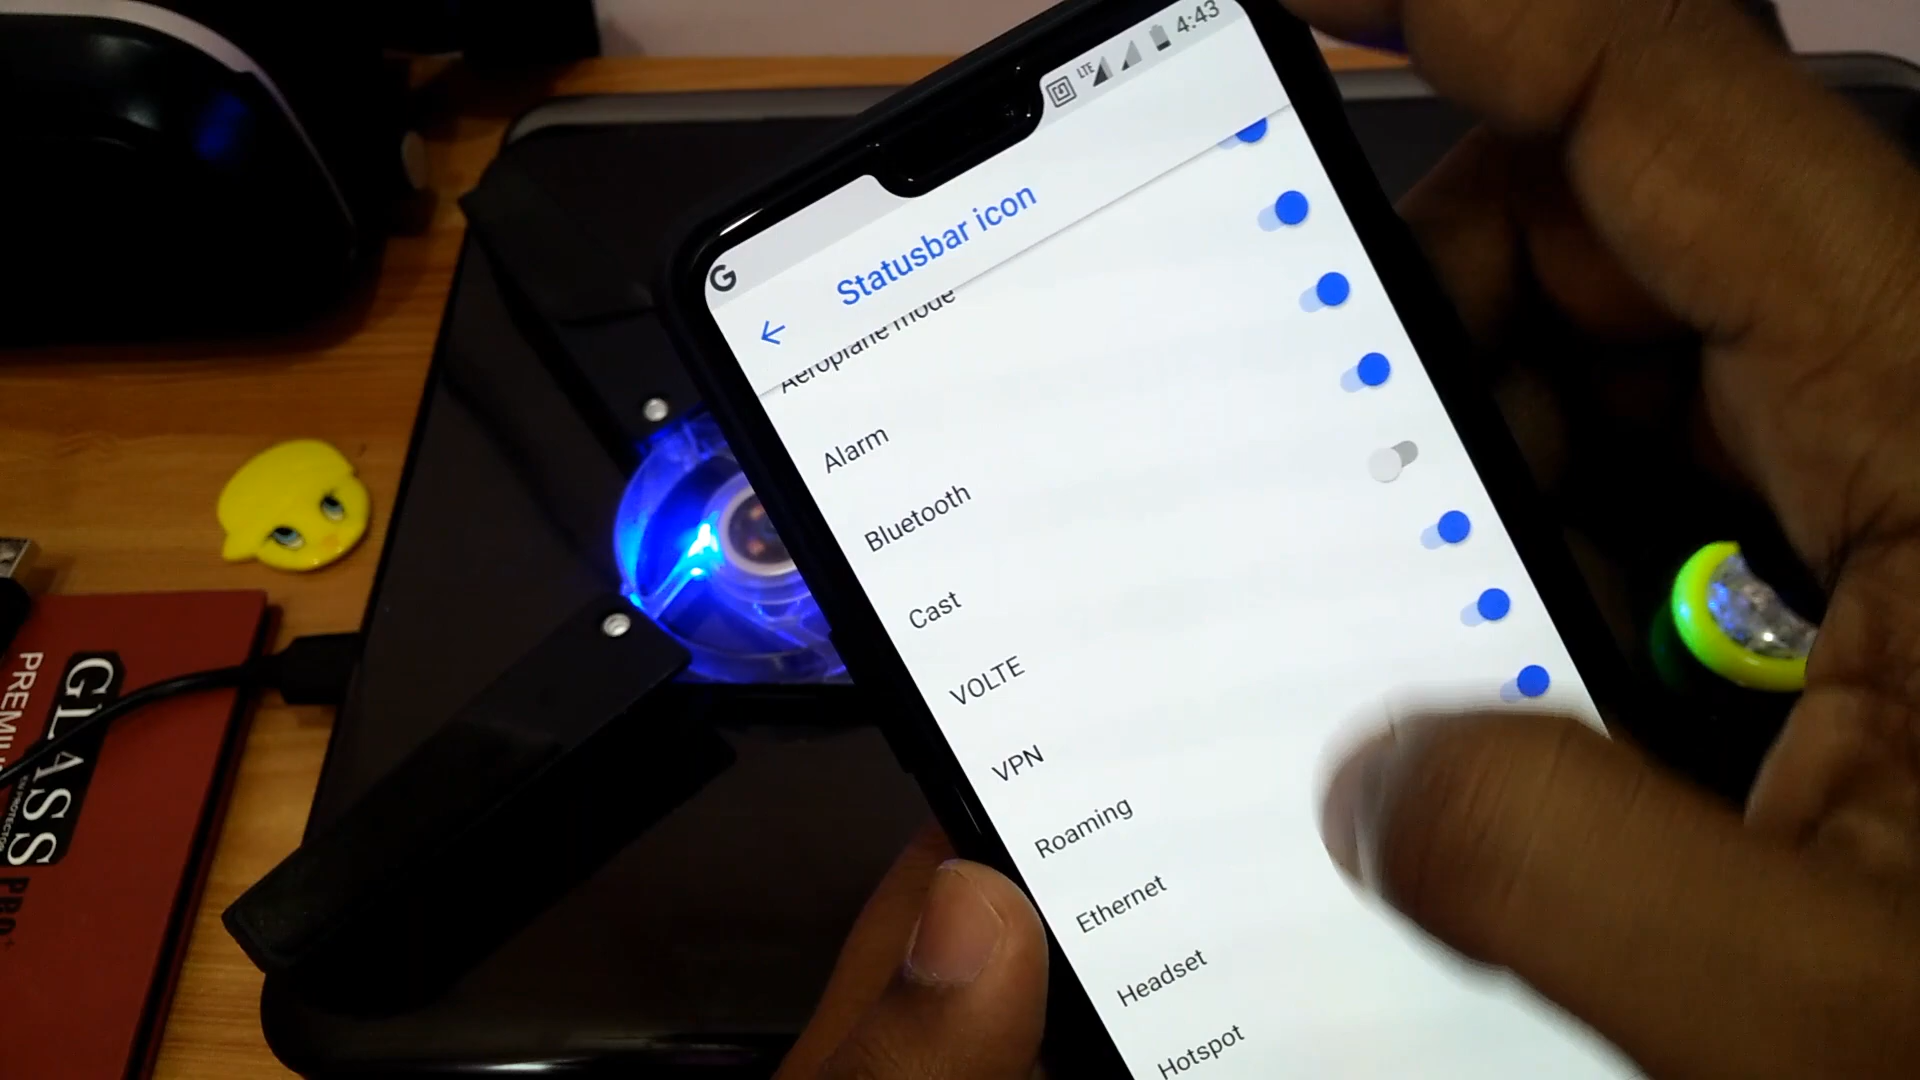 LTE 4:43
G
Statusbar icon
Aeroplane mode
Alarm
Bluetooth
Cast
VOLTE
VPN
Roaming
Ethernet
Headset
Hotspot
GLASS
PREMIU
PRO+